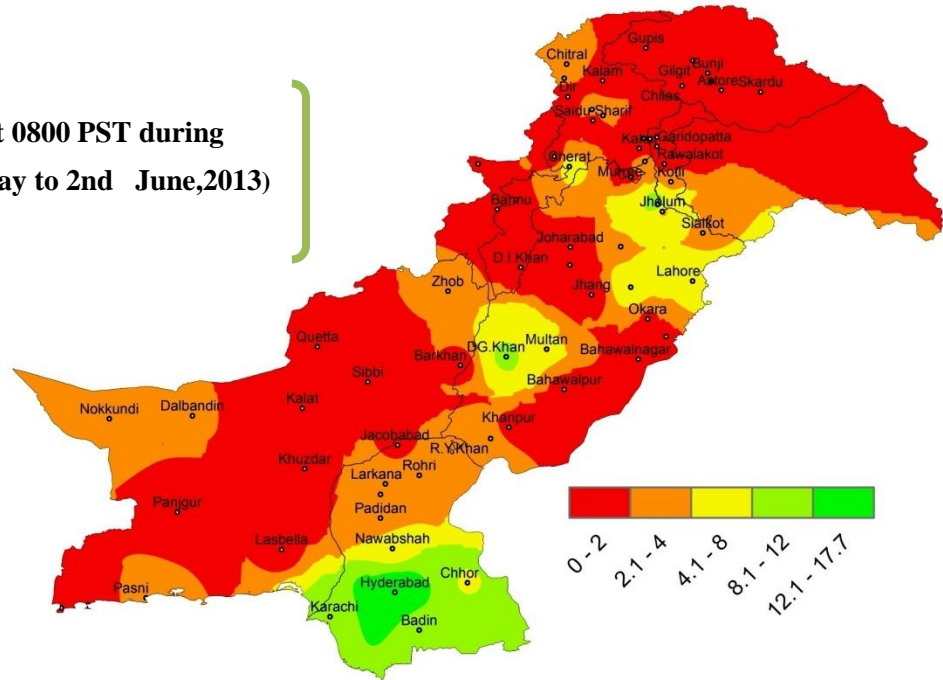 t 0800 PST during
ay to 2nd June,2013)
Gupis
Chitral
Bunji
Gilgit
Kalam
Astore Skardu
Dir
Chilas
Saidu Sharif
Garidopatta
Rawalakot
Cherat
Kotli
Bannu
Jhelum
Sialkot
Joharabad
D.I.Khan
Lahore
Zhob
Jhang
Okara
Quetta
Multan
DG.Khan
Bahawalnagar
Barkhan
Sibbi
Bahawalpur
Nokkundi
Dalbandin
Kalat
Khanpur
Jacobabad
R.Y.Khan
Khuzdar
Rohri
Larkana
Panjgur
Padidan
Lasbella
Nawabshah
Chhor
Pasni
Hyderabad
Karachi
Badin
0 - 2
2.1 - 4
4.1 - 8
8.1 - 12
12.1 - 17.7